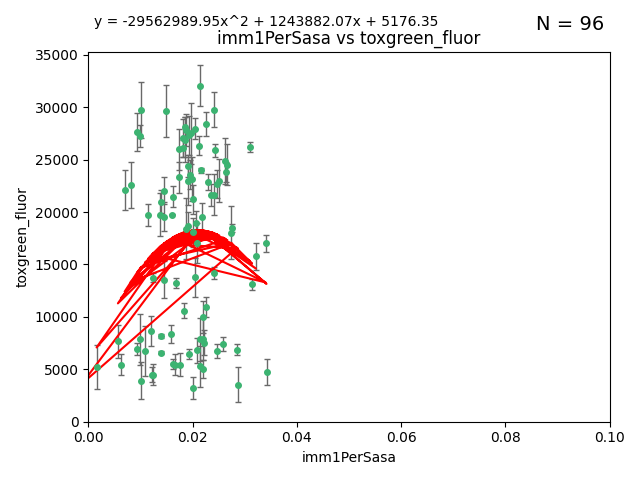 y = -29562989.95x^2 + 1243882.07x + 5176.35
N = 96
imm1PerSasa vs toxgreen_fluor
35000
30000
25000
20000
15000
10000
5000
0
toxgreen_fluor
0.00 0.02 0.04 0.06 0.08 0.10
imm1PerSasa